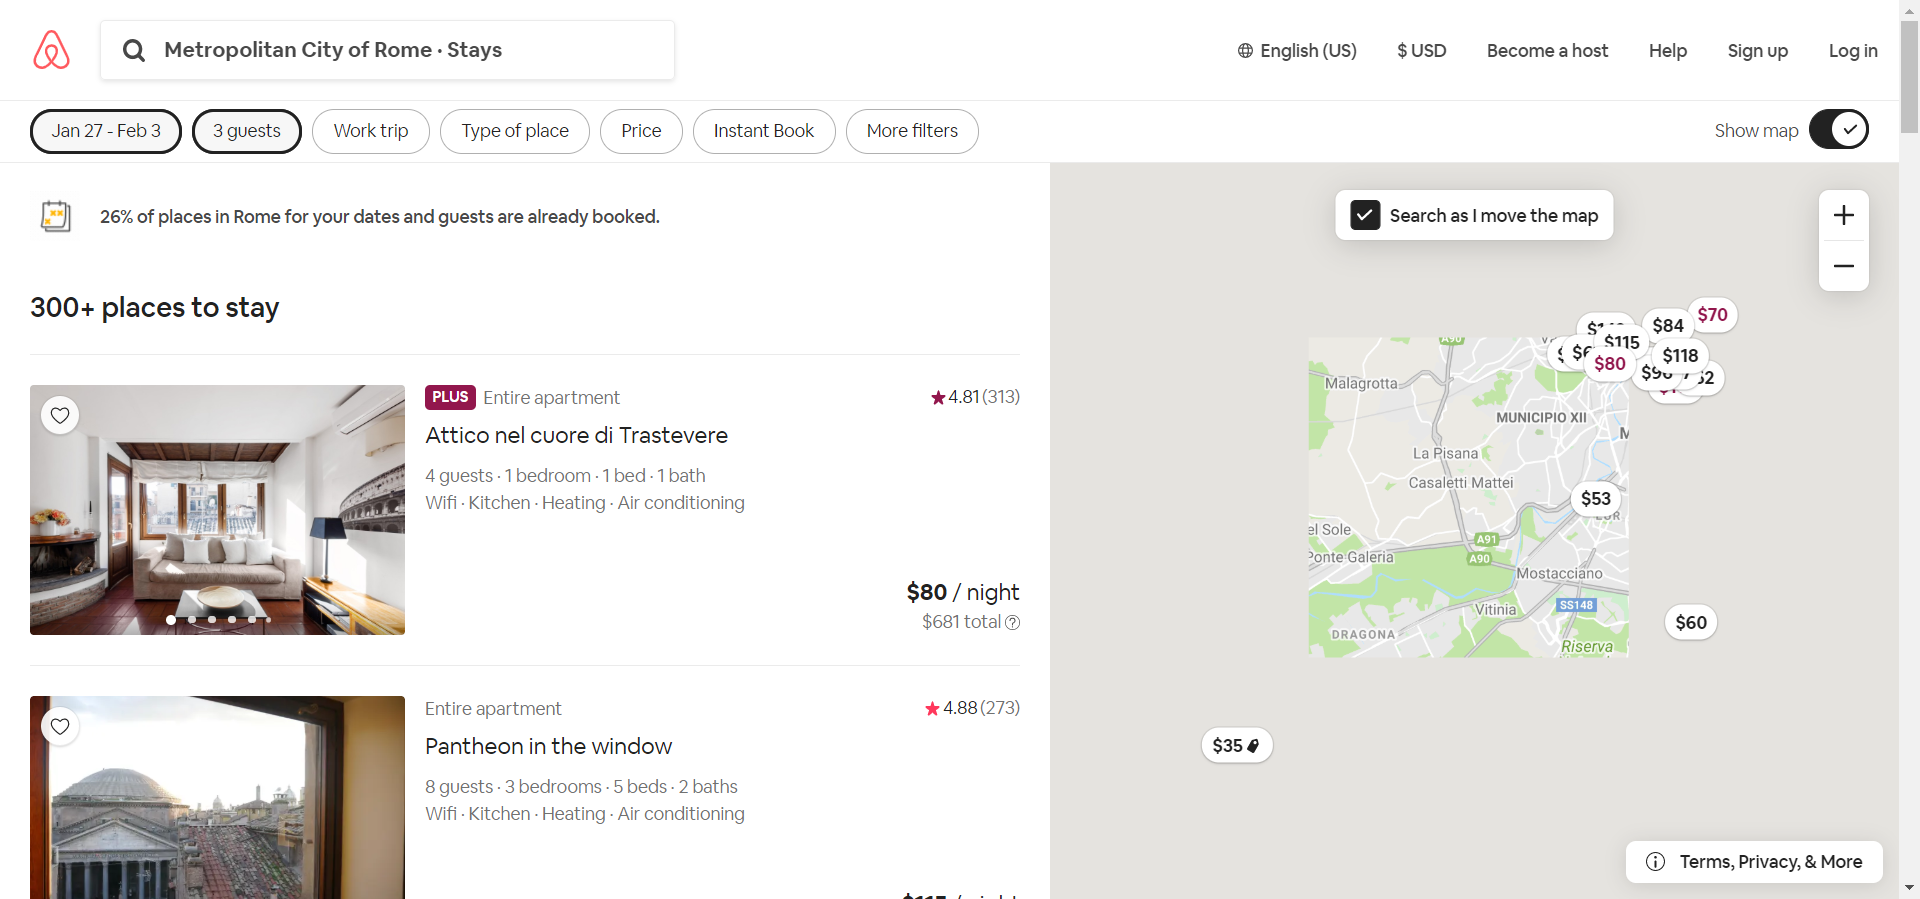 Metropolitan City of Rome · Stays
English (US)
$ USD
Become a host
Help
Sign up
Log in
Jan 27 - Feb 3
3 guests
Work trip
Type of place
Price
Instant Book
More filters
Show map
26% of places in Rome for your dates and guests are already booked.
300+ places to stay
PLUS Entire apartment
4.81 (313)
Attico nel cuore di Trastevere
4 guests · 1 bedroom · 1 bed · 1 bath
Wifi · Kitchen · Heating · Air conditioning
$80 / night
$681 total
Entire apartment
4.88 (273)
Pantheon in the window
8 guests · 3 bedrooms · 5 beds · 2 baths
Wifi · Kitchen · Heating · Air conditioning
Search as I move the map
$70
$84
$115
$118
$80
A90
Malagrotta
MUNICIPIO XII
La Pisana
Casaletti Mattei
$53
EUR
el Sole
A91
Ponte Galeria
A90
Mostacciano
SS148
Vitinia
$60
DRAGONA
Riserva
$35
Terms, Privacy, & More